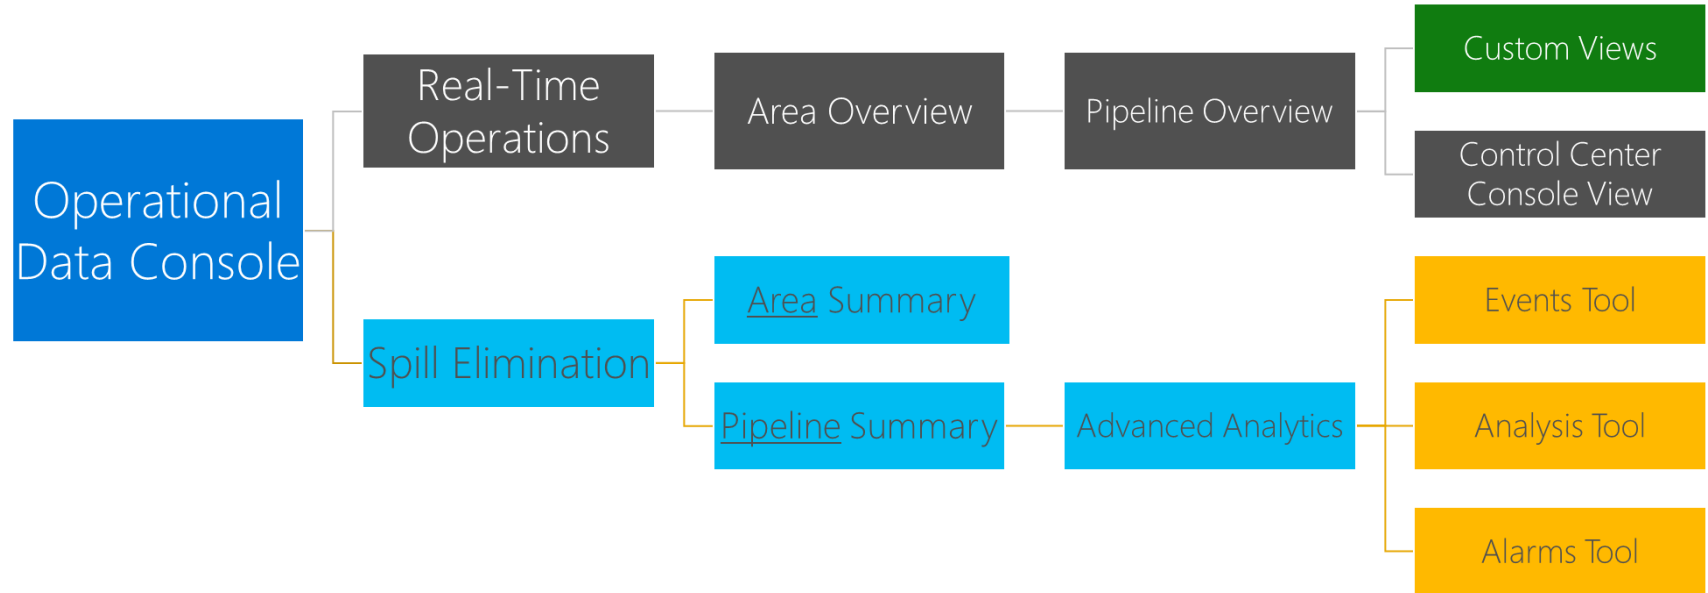 Operational
Data Console
Real-Time
Operations
Area Overview
Pipeline Overview
Custom Views
Control Center
Console View
Spill Elimination
Area Summary
Pipeline Summary
Advanced Analytics
Events Tool
Analysis Tool
Alarms Tool